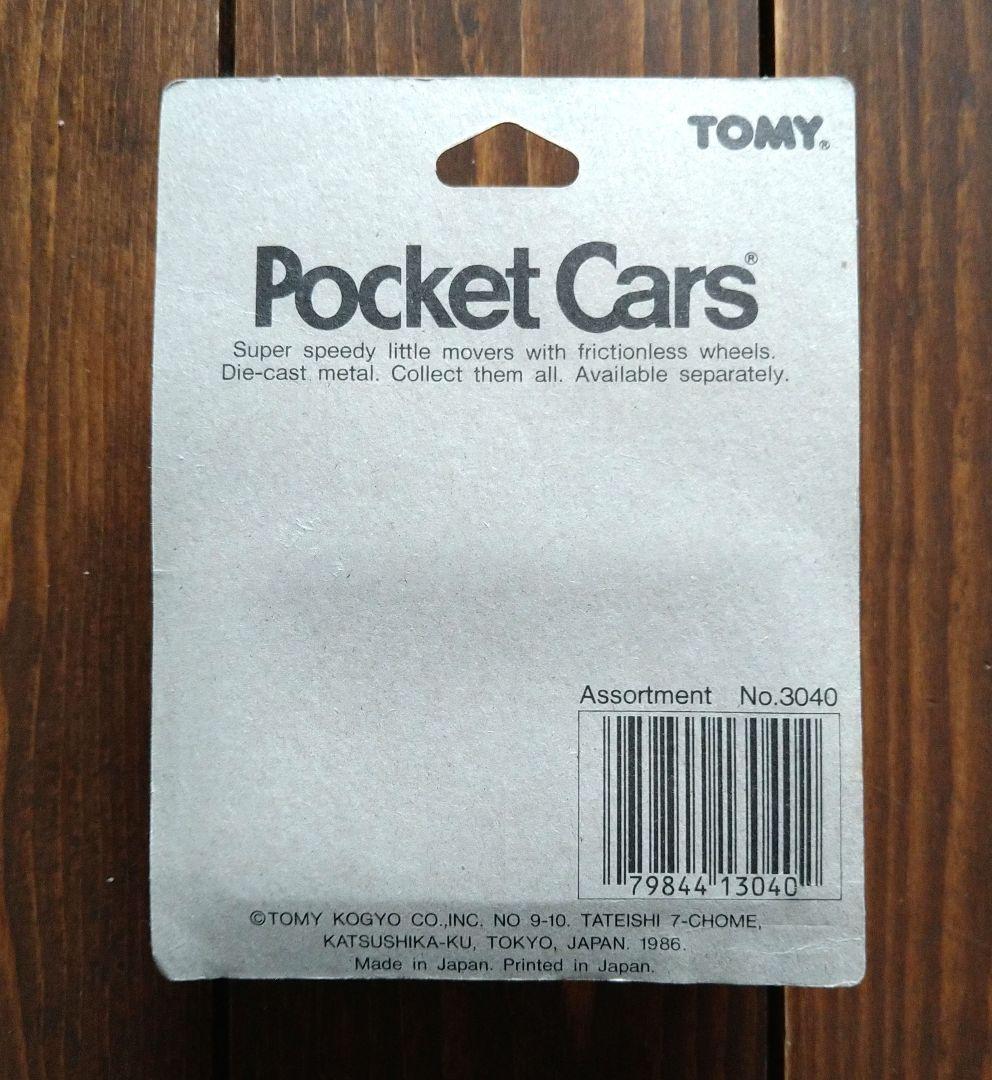 TOMY®
Pocket Cars®
Super speedy little movers with frictionless wheels.
Die-cast metal. Collect them all. Available separately.
Assortment No.3040
79844 13040
©TOMY KOGYO CO.,INC. NO 9-10. TATEISHI 7-CHOME,
KATSUSHIKA-KU, TOKYO, JAPAN. 1986.
Made in Japan. Printed in Japan.